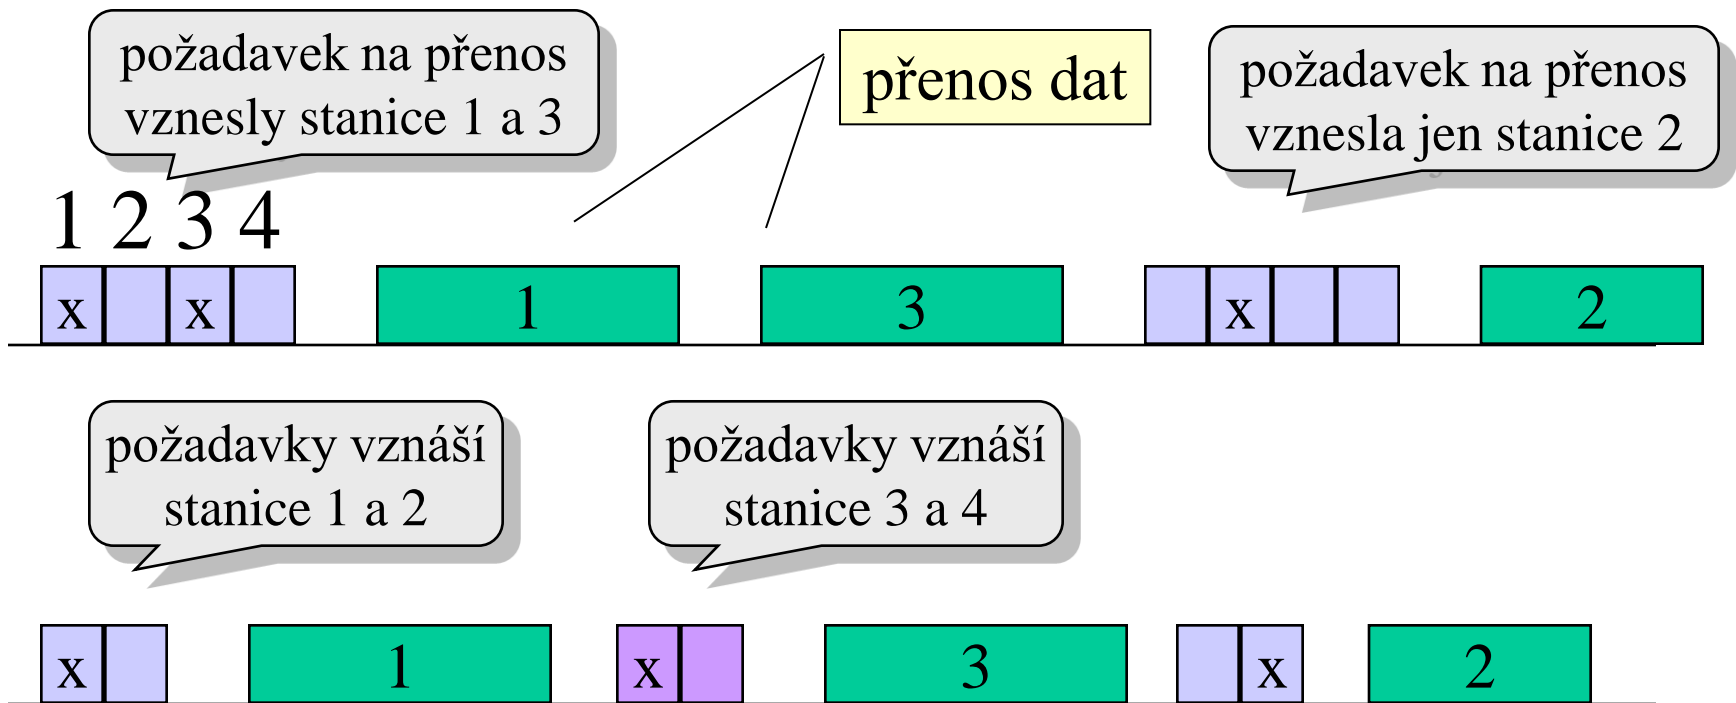 požadavek na přenos
vznesly stanice 1 a 3
přenos dat
požadavek na přenos
vznesla jen stanice 2
1 2 3 4
x x 1 3 x 2
požadavky vznáší
stanice 1 a 2
požadavky vznáší
stanice 3 a 4
x 1 x 3 x 2